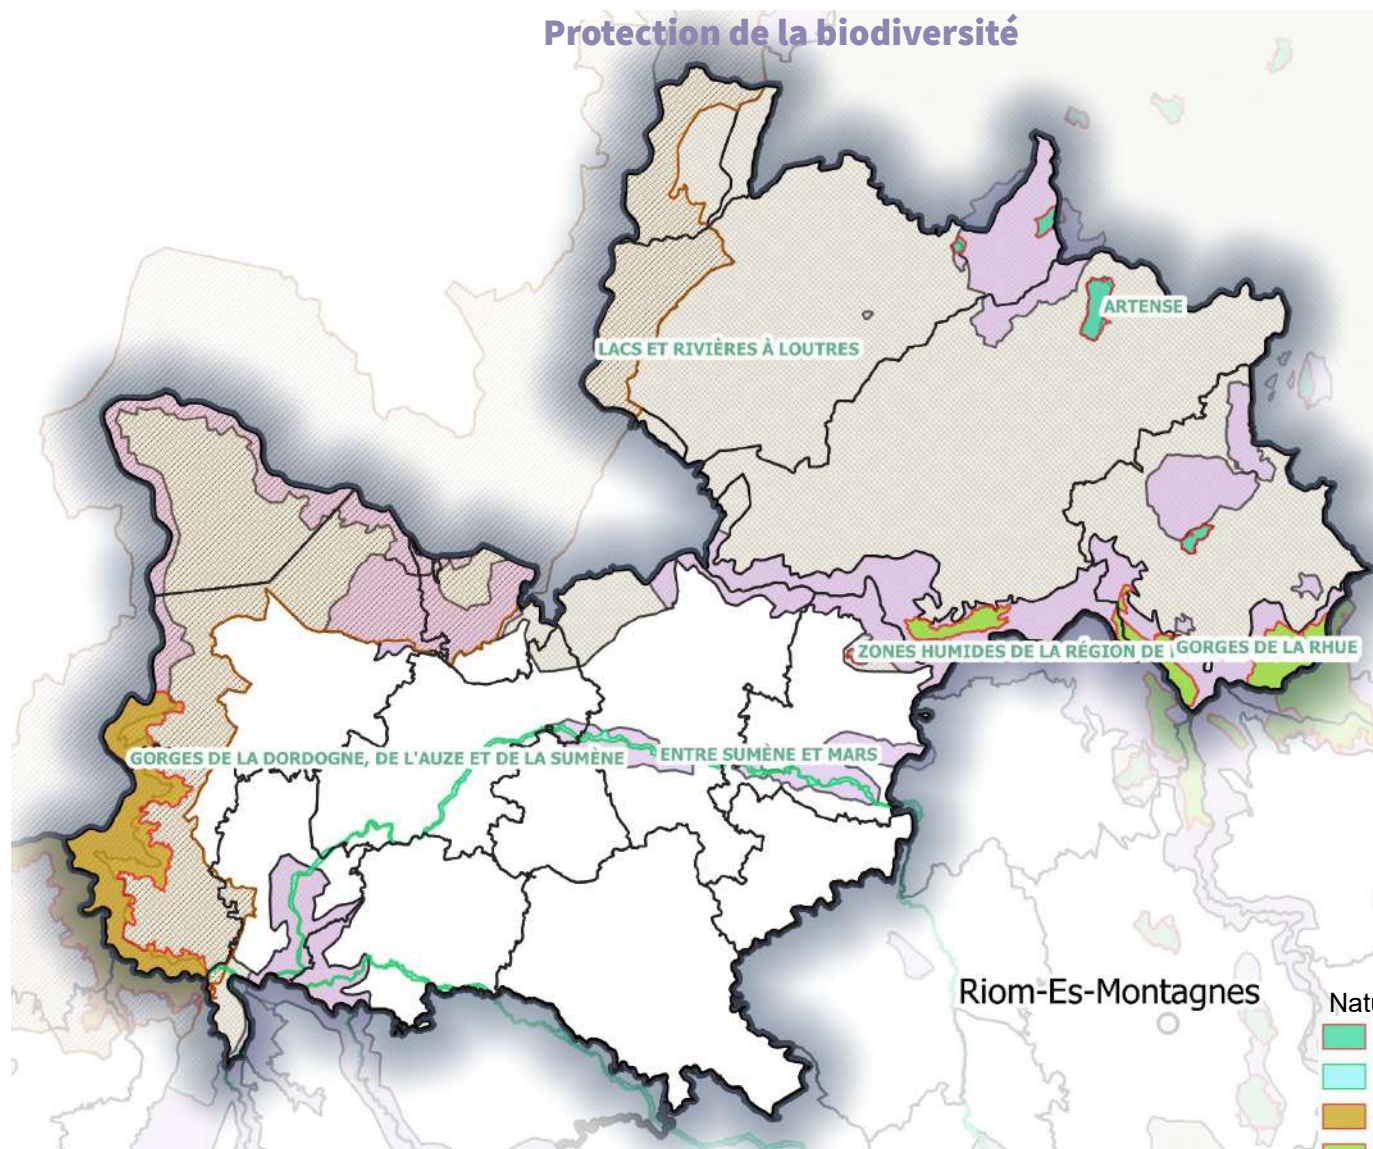 Protection de la biodiversité
ARTENSE
LACS ET RIVIÈRES À LOUTRES
ZONES HUMIDES DE LA RÉGION DE
GORGES DE LA RHUE
GORGES DE LA DORDOGNE, DE L'AUZE ET DE LA SUMÈNE
ENTRE SUMÈNE ET MARS
Riom-Es-Montagnes
Natu